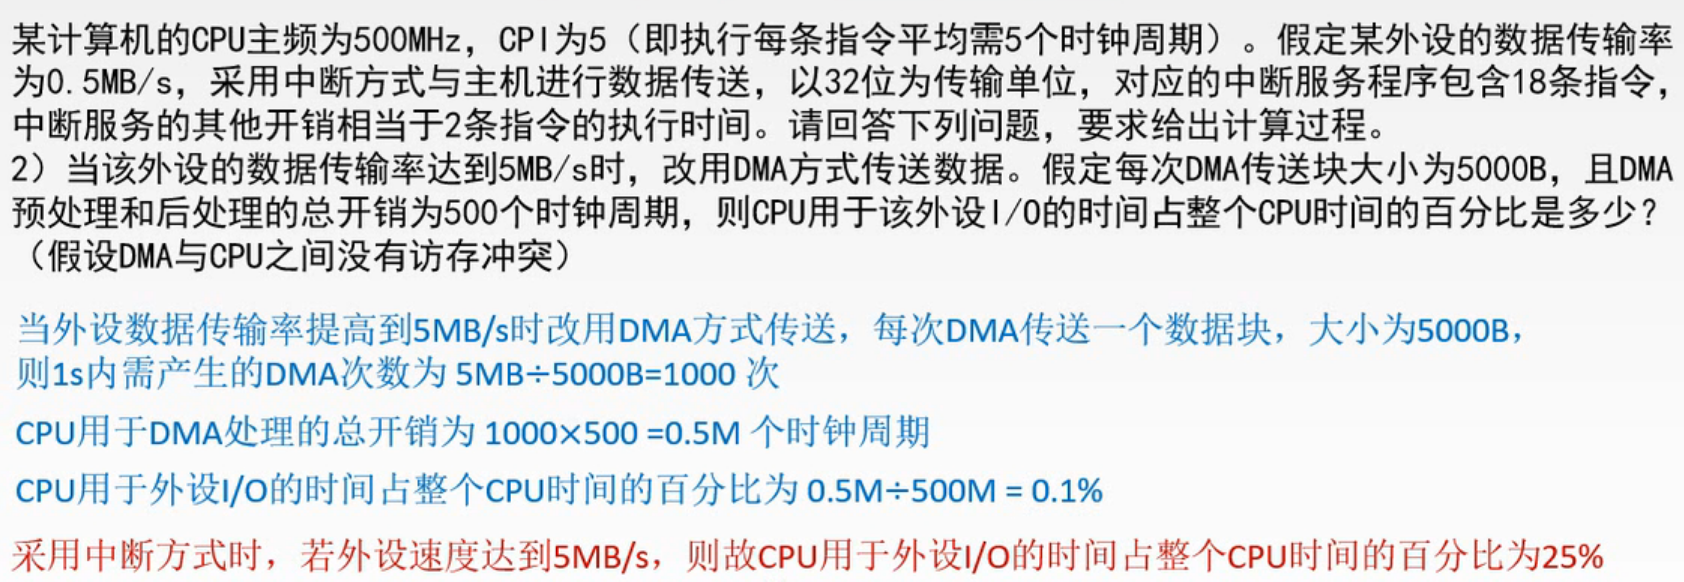 某计算机的CPU主频为500MHz，CPI为5（即执行每条指令平均需5个时钟周期）。假定某外设的数据传输率
为0.5MB/s，采用中断方式与主机进行数据传送，以32位为传输单位，对应的中断服务程序包含18条指令，
中断服务的其他开销相当于2条指令的执行时间。请回答下列问题，要求给出计算过程。
2）当该外设的数据传输率达到5MB/s时，改用DMA方式传送数据。假定每次DMA传送块大小为5000B，且DMA
预处理和后处理的总开销为500个时钟周期，则CPU用于该外设I/O的时间占整个CPU时间的百分比是多少？
（假设DMA与CPU之间没有访存冲突）
当外设数据传输率提高到5MB/s时改用DMA方式传送，每次DMA传送一个数据块，大小为5000B，
则1s内需产生的DMA次数为 5MB÷5000B=1000 次
CPU用于DMA处理的总开销为 1000×500 =0.5M 个时钟周期
CPU用于外设I/O的时间占整个CPU时间的百分比为 0.5M÷500M = 0.1%
采用中断方式时，若外设速度达到5MB/s，则故CPU用于外设I/O的时间占整个CPU时间的百分比为25%